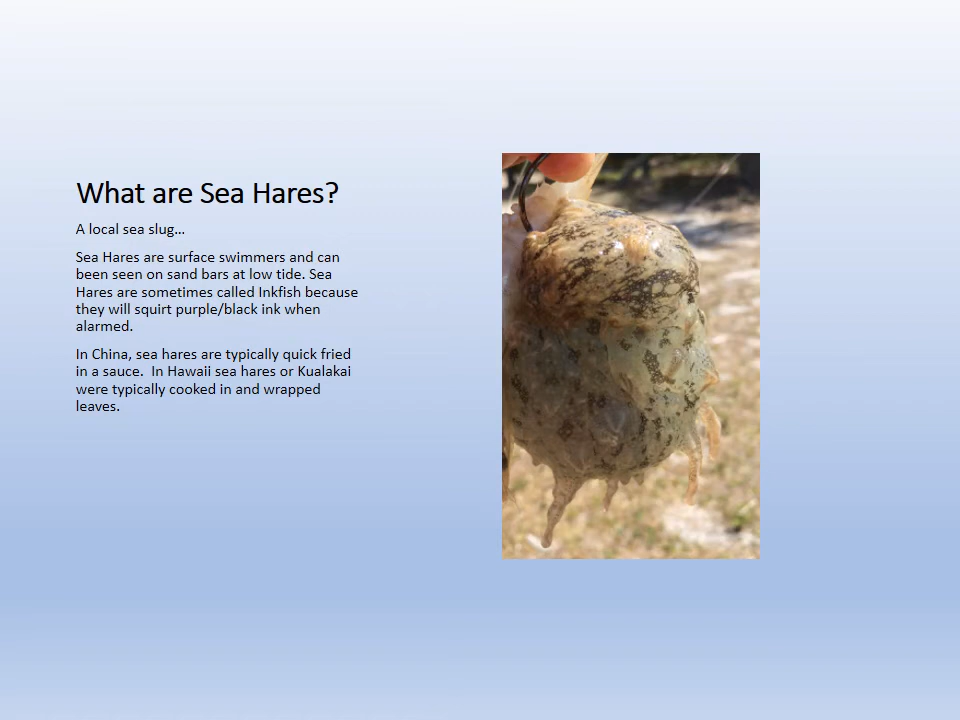 What are Sea Hares?
A local sea slug…
Sea Hares are surface swimmers and can
been seen on sand bars at low tide. Sea
Hares are sometimes called Inkfish because
they will squirt purple/black ink when
alarmed.
In China, sea hares are typically quick fried
in a sauce.  In Hawaii sea hares or Kualakai
were typically cooked in and wrapped
leaves.